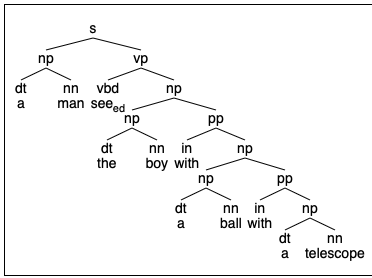 s
np vp
dt nn vbd np
a man see_ed
np pp
dt nn in np
the boy with
np pp
dt nn in np
a ball with
dt nn
a telescope